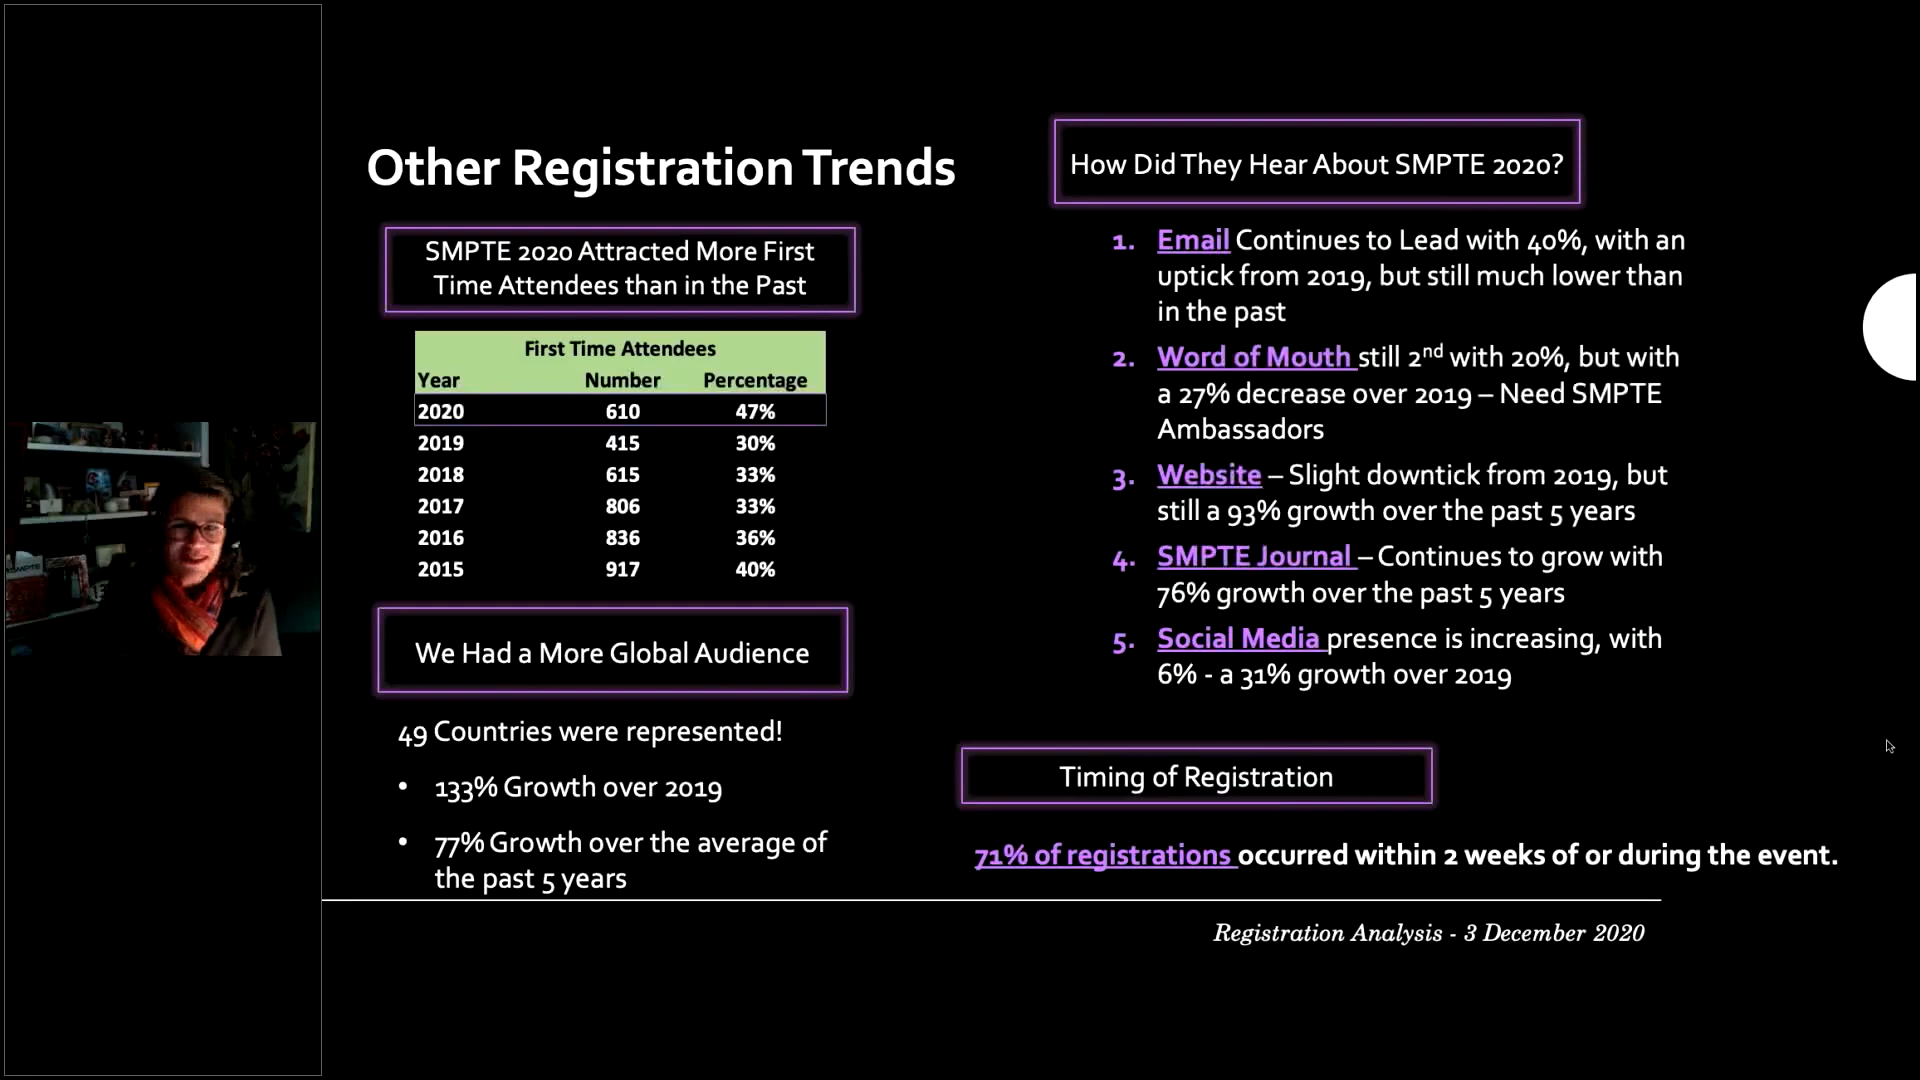 Other Registration Trends
SMPTE 2020 Attracted More First
Time Attendees than in the Past
First Time Attendees
Year Number Percentage
2020 610 47%
2019 415 30%
2018 615 33%
2017 806 33%
2016 836 36%
2015 917 40%
We Had a More Global Audience
49 Countries were represented!
• 133% Growth over 2019
• 77% Growth over the average of
the past 5 years
How Did They Hear About SMPTE 2020?
1. Email Continues to Lead with 40%, with an
uptick from 2019, but still much lower than
in the past
2. Word of Mouth still 2nd with 20%, but with
a 27% decrease over 2019 – Need SMPTE
Ambassadors
3. Website – Slight downtick from 2019, but
still a 93% growth over the past 5 years
4. SMPTE Journal – Continues to grow with
76% growth over the past 5 years
5. Social Media presence is increasing, with
6% - a 31% growth over 2019
Timing of Registration
71% of registrations occurred within 2 weeks of or during the event.
Registration Analysis - 3 December 2020
SMPTE